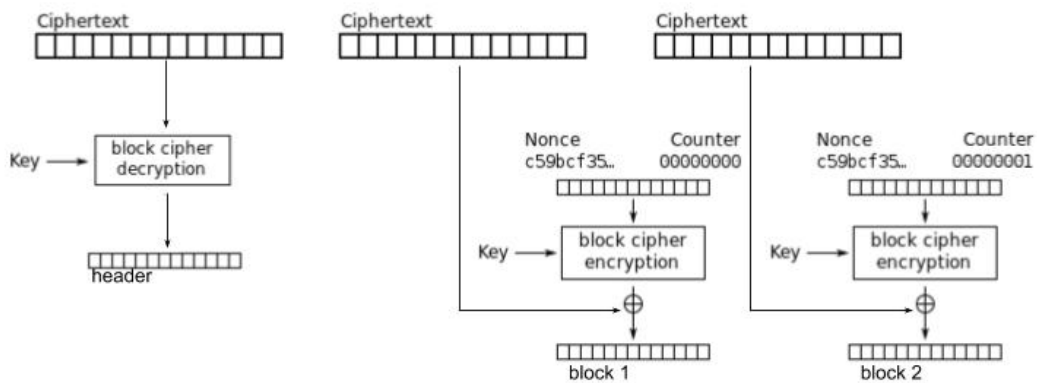 Ciphertext
Key
block cipher
decryption
header
Ciphertext
Nonce
c59bcf35…
Counter
00000000
Key
block cipher
encryption
block 1
Ciphertext
Nonce
c59bcf35…
Counter
00000001
Key
block cipher
encryption
block 2